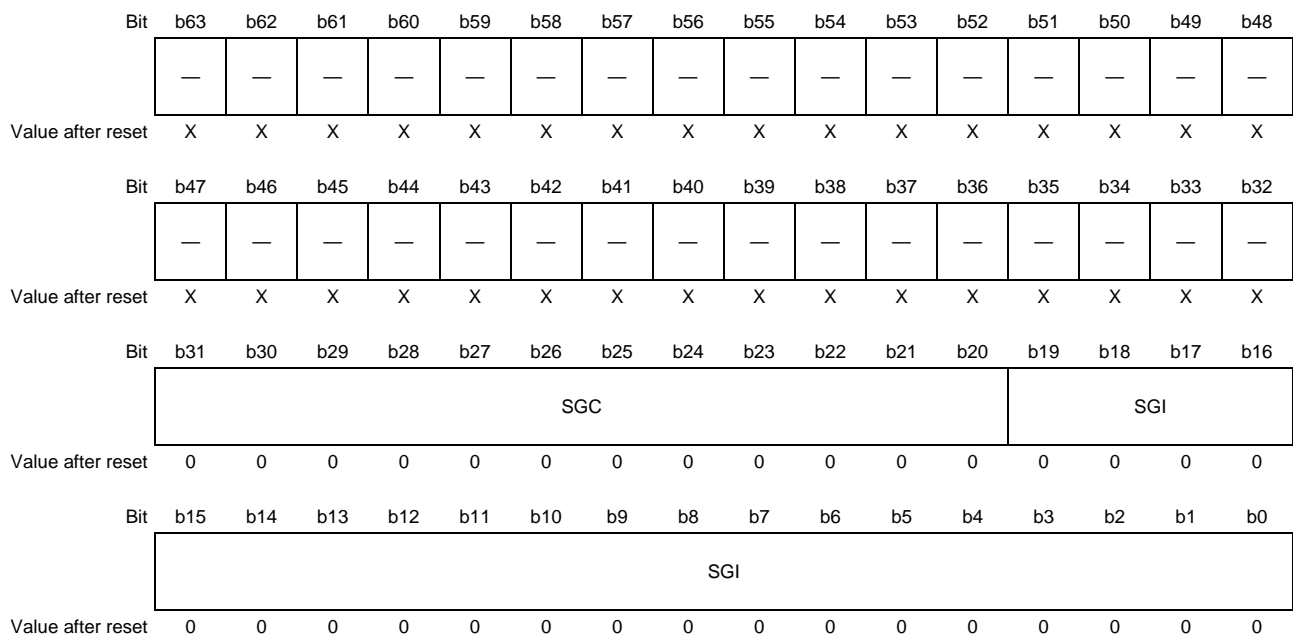 Bit b63 b62 b61 b60 b59 b58 b57 b56 b55 b54 b53 b52 b51 b50 b49 b48
— — — — — — — — — — — — — — — —
Value after reset X X X X X X X X X X X X X X X X
Bit b47 b46 b45 b44 b43 b42 b41 b40 b39 b38 b37 b36 b35 b34 b33 b32
— — — — — — — — — — — — — — — —
Value after reset X X X X X X X X X X X X X X X X
Bit b31 b30 b29 b28 b27 b26 b25 b24 b23 b22 b21 b20 b19 b18 b17 b16
SGC SGI
Value after reset 0 0 0 0 0 0 0 0 0 0 0 0 0 0 0 0
Bit b15 b14 b13 b12 b11 b10 b9 b8 b7 b6 b5 b4 b3 b2 b1 b0
SGI
Value after reset 0 0 0 0 0 0 0 0 0 0 0 0 0 0 0 0